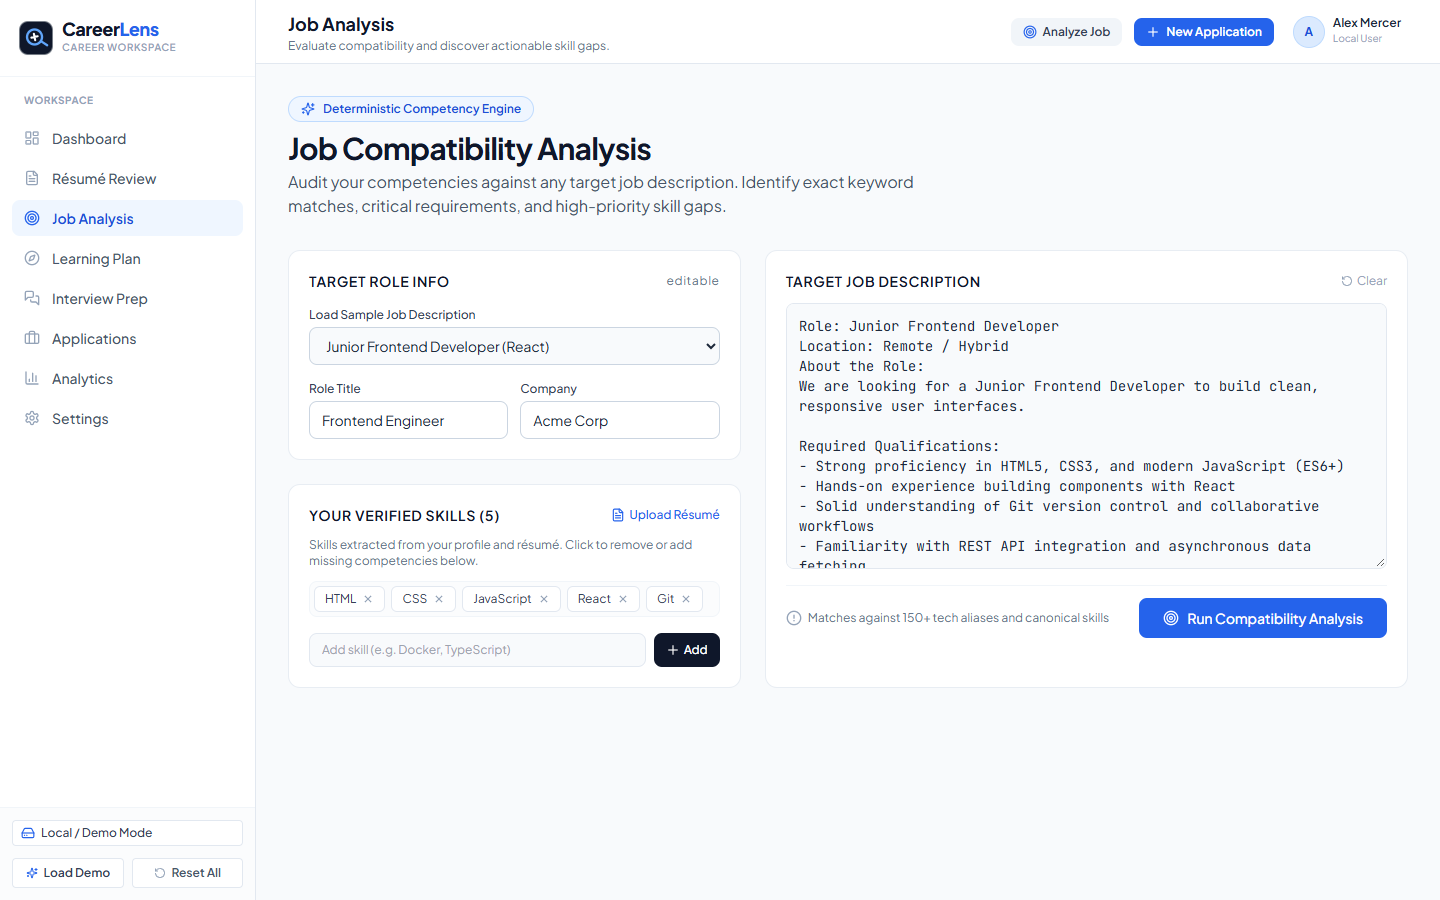 CareerLens
CAREER WORKSPACE
WORKSPACE
Dashboard
Résumé Review
Job Analysis
Learning Plan
Interview Prep
Applications
Analytics
Settings
Local / Demo Mode
Load Demo
Reset All
Job Analysis
Evaluate compatibility and discover actionable skill gaps.
Analyze Job
New Application
A
Alex Mercer
Local User
Deterministic Competency Engine
Job Compatibility Analysis
Audit your competencies against any target job description. Identify exact keyword
matches, critical requirements, and high-priority skill gaps.
TARGET ROLE INFO
editable
Load Sample Job Description
Junior Frontend Developer (React)
Role Title
Company
Frontend Engineer
Acme Corp
YOUR VERIFIED SKILLS (5)
Upload Résumé
Skills extracted from your profile and résumé. Click to remove or add
missing competencies below.
HTML ×
CSS ×
JavaScript ×
React ×
Git ×
Add skill (e.g. Docker, TypeScript)
+ Add
TARGET JOB DESCRIPTION
Clear
Role: Junior Frontend Developer
Location: Remote / Hybrid
About the Role:
We are looking for a Junior Frontend Developer to build clean,
responsive user interfaces.
Required Qualifications:
- Strong proficiency in HTML5, CSS3, and modern JavaScript (ES6+)
- Hands-on experience building components with React
- Solid understanding of Git version control and collaborative
workflows
- Familiarity with REST API integration and asynchronous data
fetching
Matches against 150+ tech aliases and canonical skills
Run Compatibility Analysis